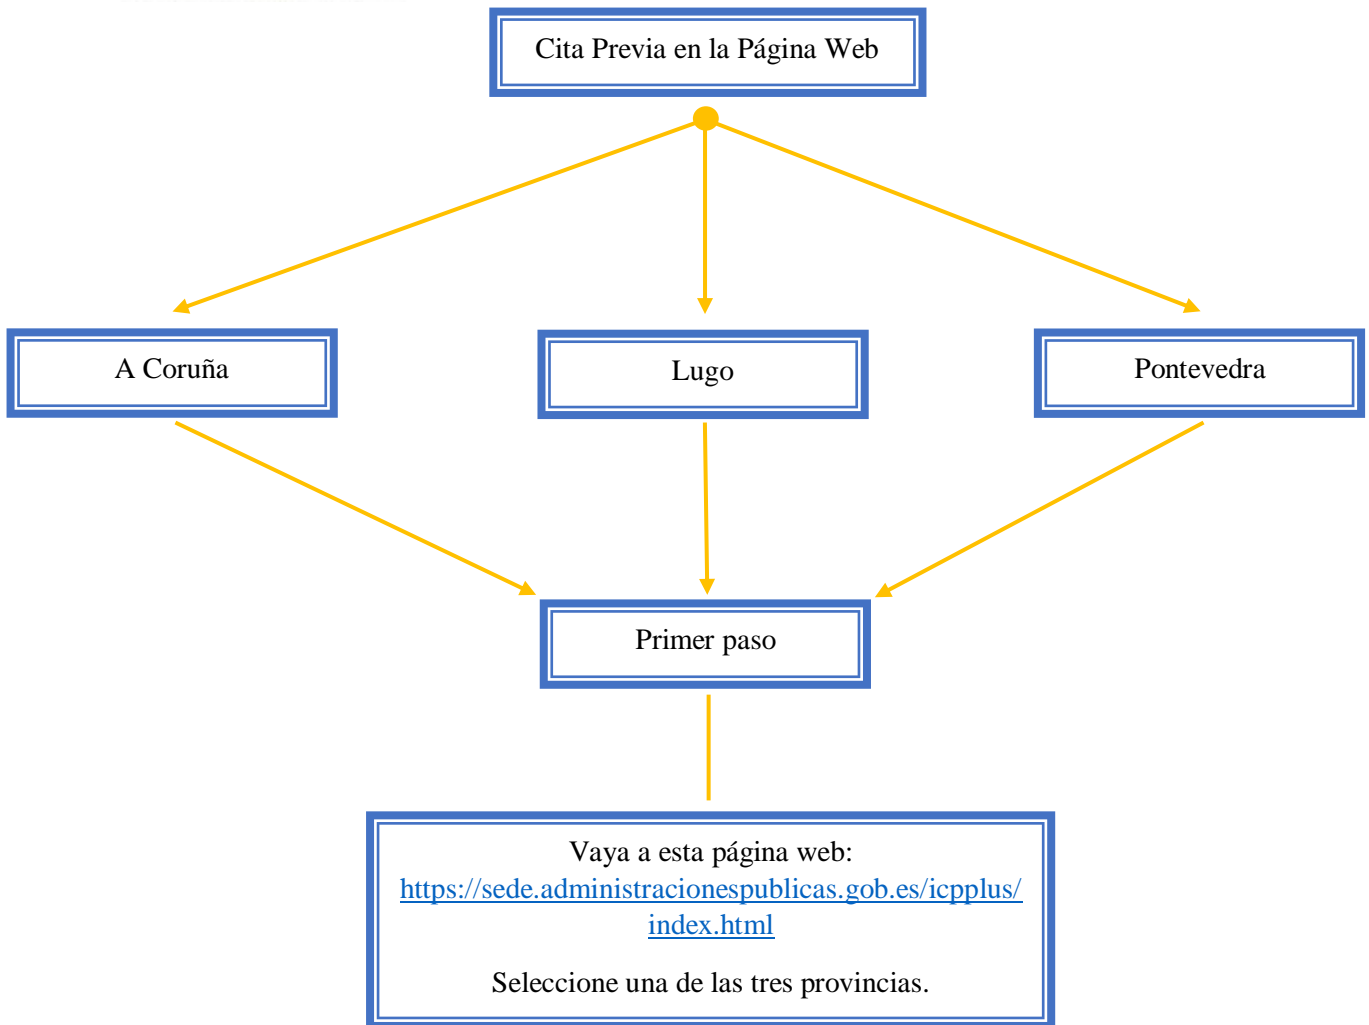 Cita Previa en la Página Web
A Coruña
Lugo
Pontevedra
Primer paso
Vaya a esta página web:
https://sede.administracionespublicas.gob.es/icpplus/
index.html
Seleccione una de las tres provincias.